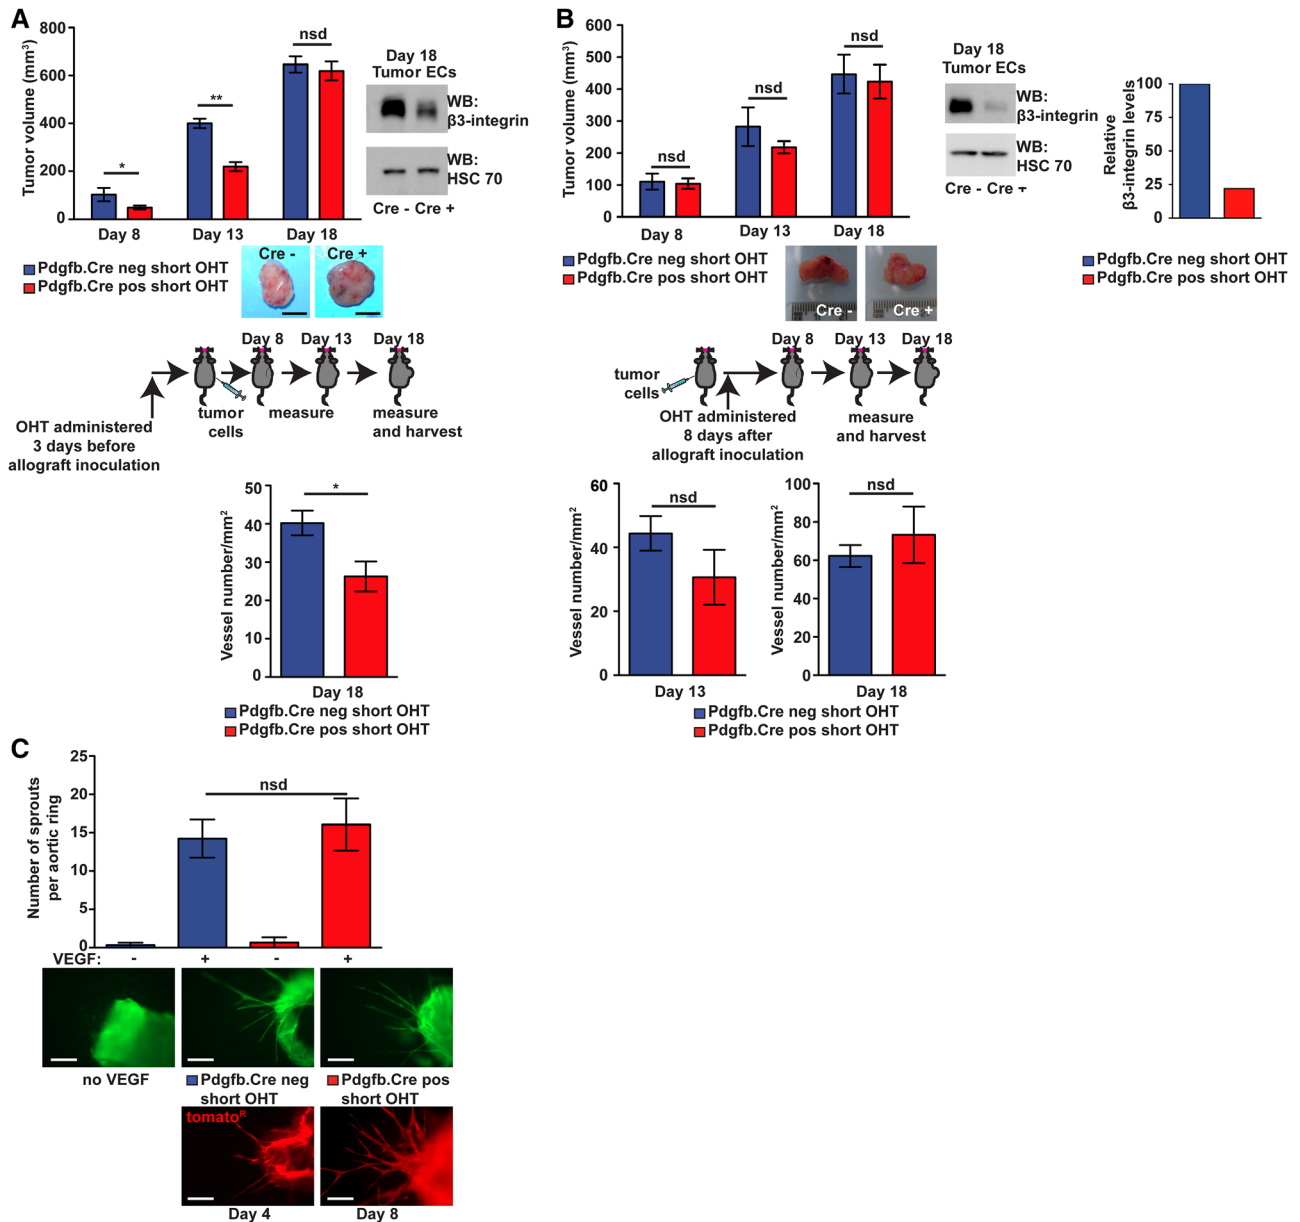 A
Tumor volume (mm³)
800
600
400
200
0
*
**
nsd
Day 8
Day 13
Day 18
Day 18
Tumor ECs
WB:
β3-integrin
WB:
HSC 70
Cre - Cre +
Pdgfb.Cre neg short OHT
Pdgfb.Cre pos short OHT
Cre -
Cre +
Day 8
Day 13
Day 18
tumor
cells
measure
measure
and harvest
OHT administered
3 days before
allograft inoculation
Vessel number/mm²
50
40
30
20
10
0
*
Day 18
Pdgfb.Cre neg short OHT
Pdgfb.Cre pos short OHT
B
Tumor volume (mm³)
600
500
400
300
200
100
0
nsd
nsd
nsd
Day 8
Day 13
Day 18
Day 18
Tumor ECs
WB:
β3-integrin
WB:
HSC 70
Cre - Cre +
Relative
β3-integrin levels
100
75
50
25
0
Pdgfb.Cre neg short OHT
Pdgfb.Cre pos short OHT
Pdgfb.Cre neg short OHT
Pdgfb.Cre pos short OHT
Cre -
Cre +
Day 8
Day 13
Day 18
tumor
cells
OHT administered
8 days after
allograft inoculation
measure
and harvest
Vessel number/mm²
60
40
20
0
nsd
Day 13
Vessel number/mm²
100
80
60
40
20
0
nsd
Day 18
Pdgfb.Cre neg short OHT
Pdgfb.Cre pos short OHT
C
Number of sprouts
per aortic ring
25
20
15
10
5
0
nsd
VEGF: - + - +
no VEGF
Pdgfb.Cre neg
short OHT
Pdgfb.Cre pos
short OHT
tomatoᴿ
Day 4
Day 8